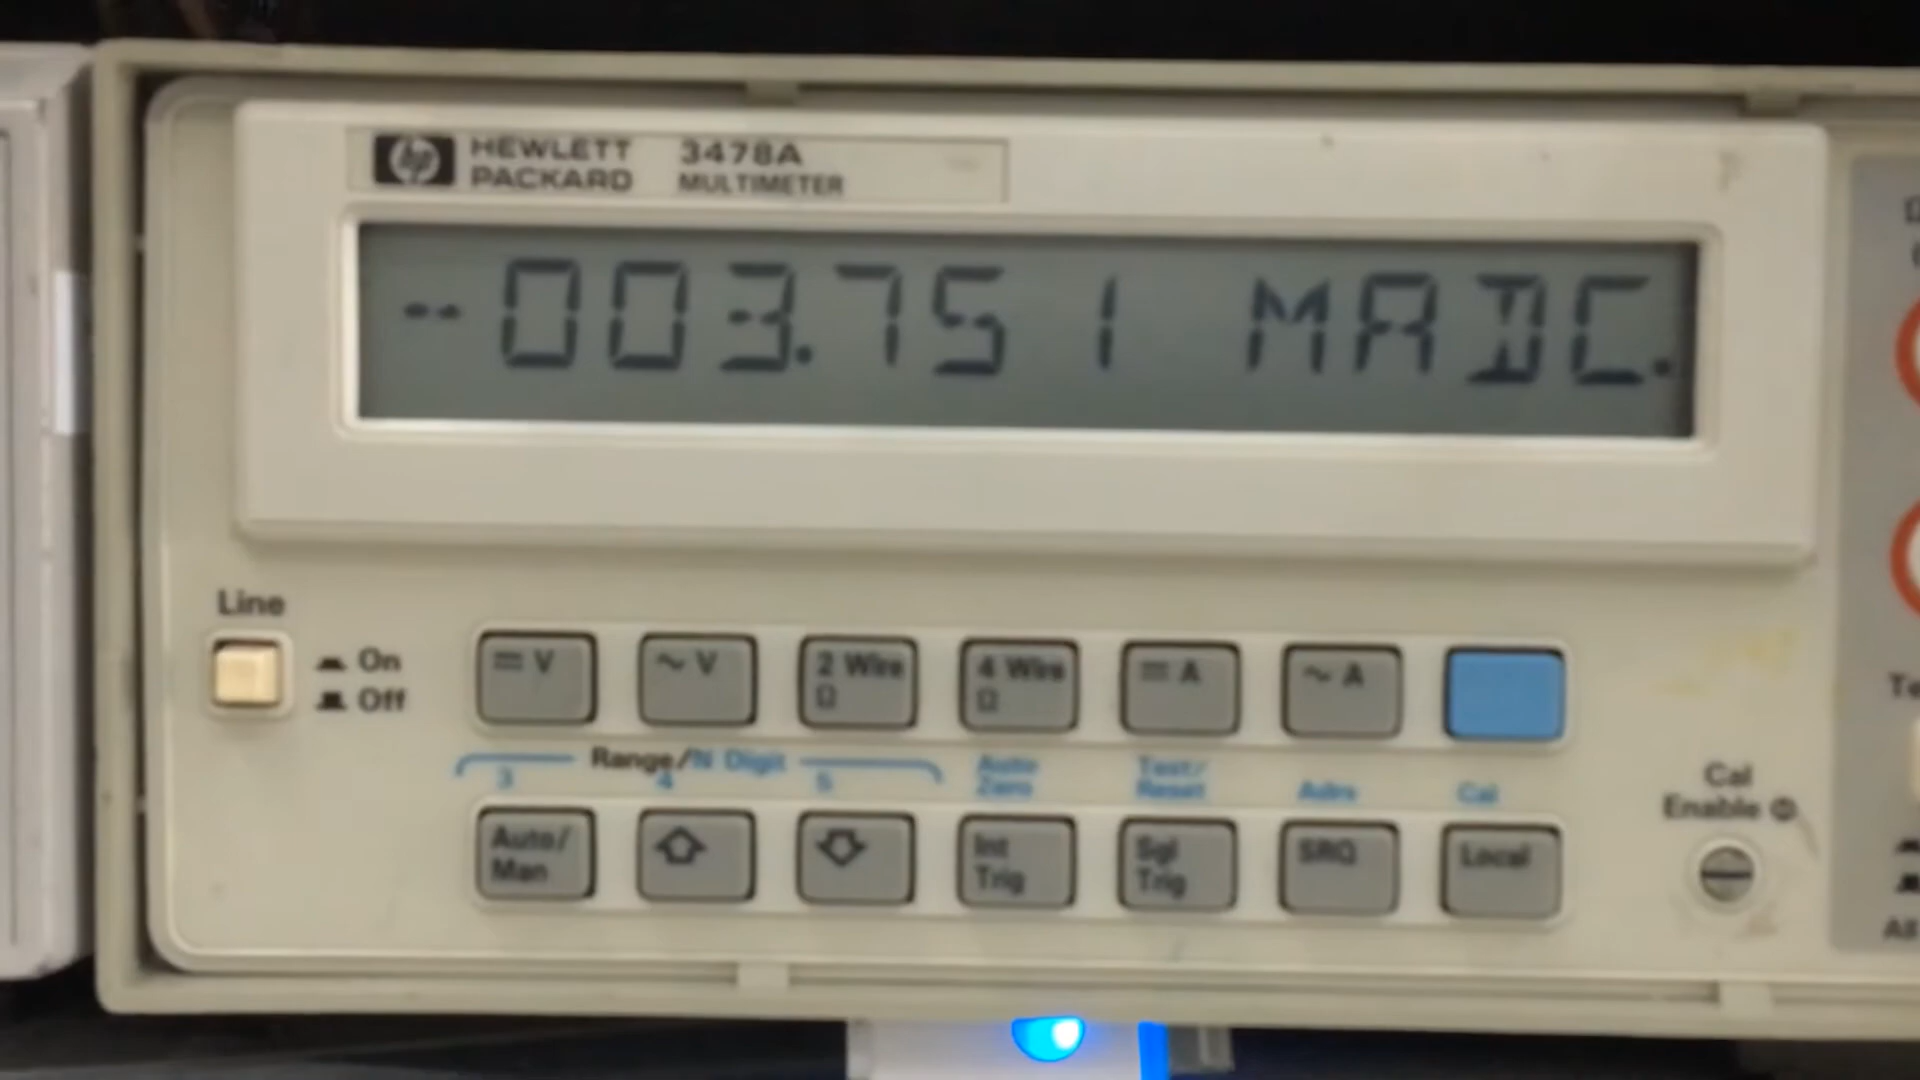 hp HEWLETT PACKARD 3478A MULTIMETER
-003.751 MADC.
Line
On
Off
V
~ V
2 Wire Ω
4 Wire Ω
A
~ A
Range/N Digit
3 4 5
Auto Zero
Test/Reset
Adrs
Cal
Auto/Man
Int Trig
Sgl Trig
SRQ
Local
Cal Enable